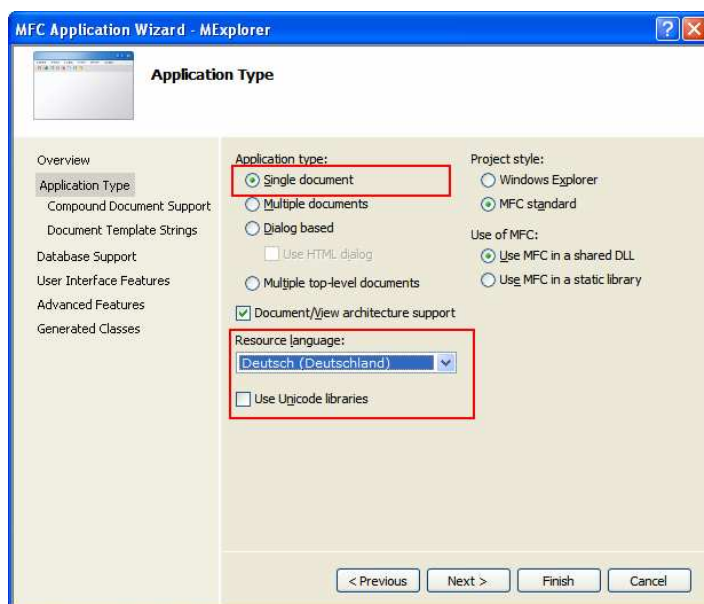 MFC Application Wizard - MExplorer
Application Type
Overview
Application Type
Compound Document Support
Document Template Strings
Database Support
User Interface Features
Advanced Features
Generated Classes
Application type:
Single document
Multiple documents
Dialog based
Use HTML dialog
Multiple top-level documents
Document/View architecture support
Resource language:
Deutsch (Deutschland)
Use Unicode libraries
Project style:
Windows Explorer
MFC standard
Use of MFC:
Use MFC in a shared DLL
Use MFC in a static library
< Previous
Next >
Finish
Cancel